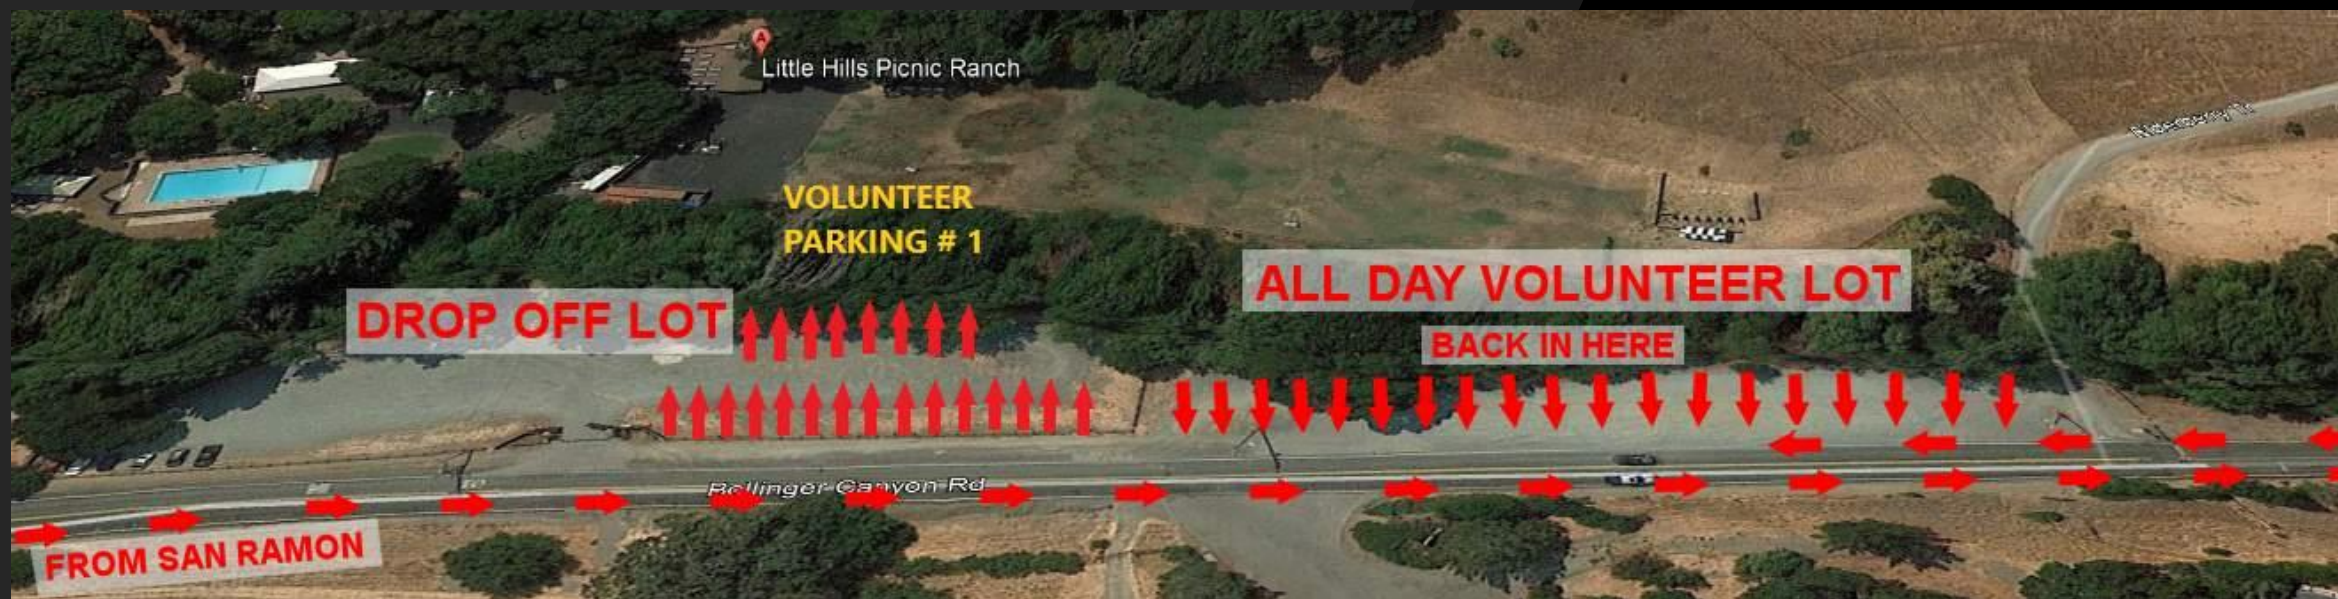 A
Little Hills Picnic Ranch
VOLUNTEER
PARKING # 1
ALL DAY VOLUNTEER LOT
DROP OFF LOT
BACK IN HERE
Bollinger Canyon Rd
FROM SAN RAMON